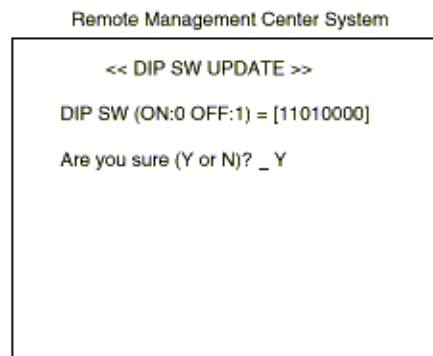 Remote Management Center System
<< DIP SW UPDATE >>
DIP SW (ON:0 OFF:1) = [11010000]
Are you sure (Y or N)? _ Y